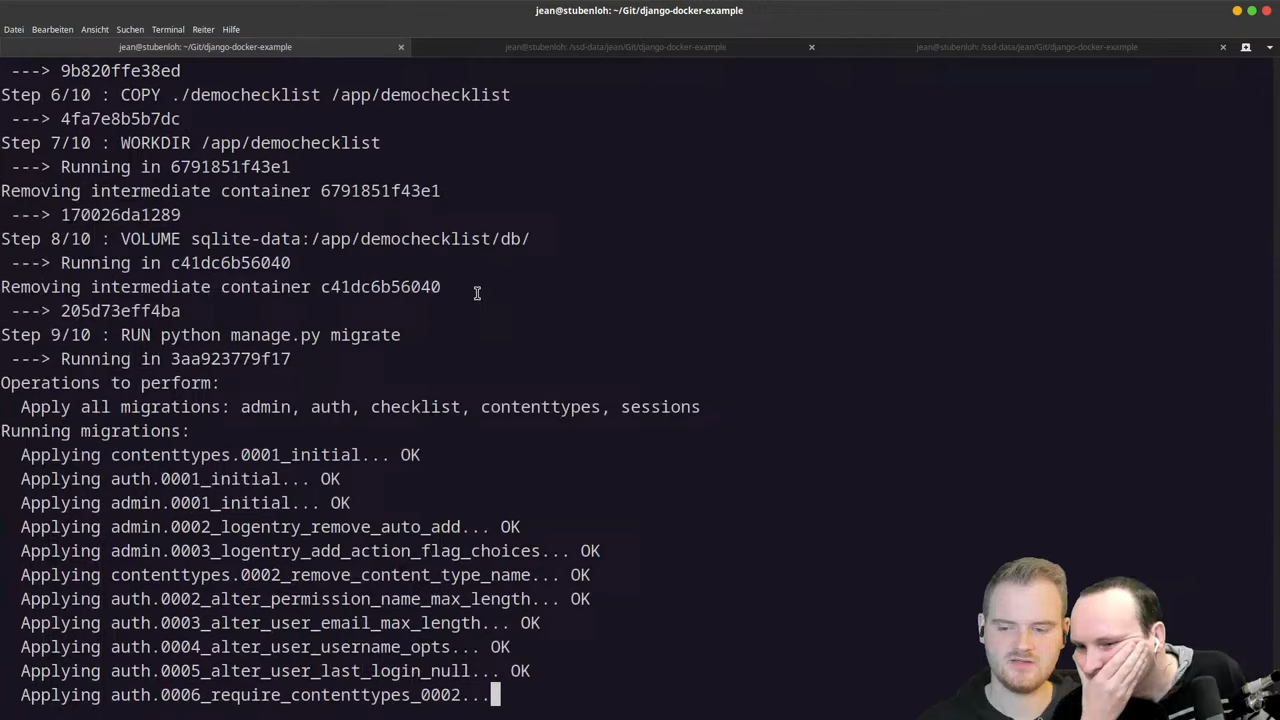 jean@stubenloh: ~/Git/django-docker-example
Datei Bearbeiten Ansicht Suchen Terminal Reiter Hilfe
jean@stubenloh: ~/Git/django-docker-example
jean@stubenloh: /ssd-data/jean/Git/django-docker-example
jean@stubenloh: /ssd-data/jean/Git/django-docker-example
---> 9b820ffe38ed
Step 6/10 : COPY ./demochecklist /app/demochecklist
---> 4fa7e8b5b7dc
Step 7/10 : WORKDIR /app/demochecklist
---> Running in 6791851f43e1
Removing intermediate container 6791851f43e1
---> 170026da1289
Step 8/10 : VOLUME sqlite-data:/app/demochecklist/db/
---> Running in c41dc6b56040
Removing intermediate container c41dc6b56040
---> 205d73eff4ba
Step 9/10 : RUN python manage.py migrate
---> Running in 3aa923779f17
Operations to perform:
Apply all migrations: admin, auth, checklist, contenttypes, sessions
Running migrations:
Applying contenttypes.0001_initial... OK
Applying auth.0001_initial... OK
Applying admin.0001_initial... OK
Applying admin.0002_logentry_remove_auto_add... OK
Applying admin.0003_logentry_add_action_flag_choices... OK
Applying contenttypes.0002_remove_content_type_name... OK
Applying auth.0002_alter_permission_name_max_length... OK
Applying auth.0003_alter_user_email_max_length... OK
Applying auth.0004_alter_user_username_opts... OK
Applying auth.0005_alter_user_last_login_null... OK
Applying auth.0006_require_contenttypes_0002...